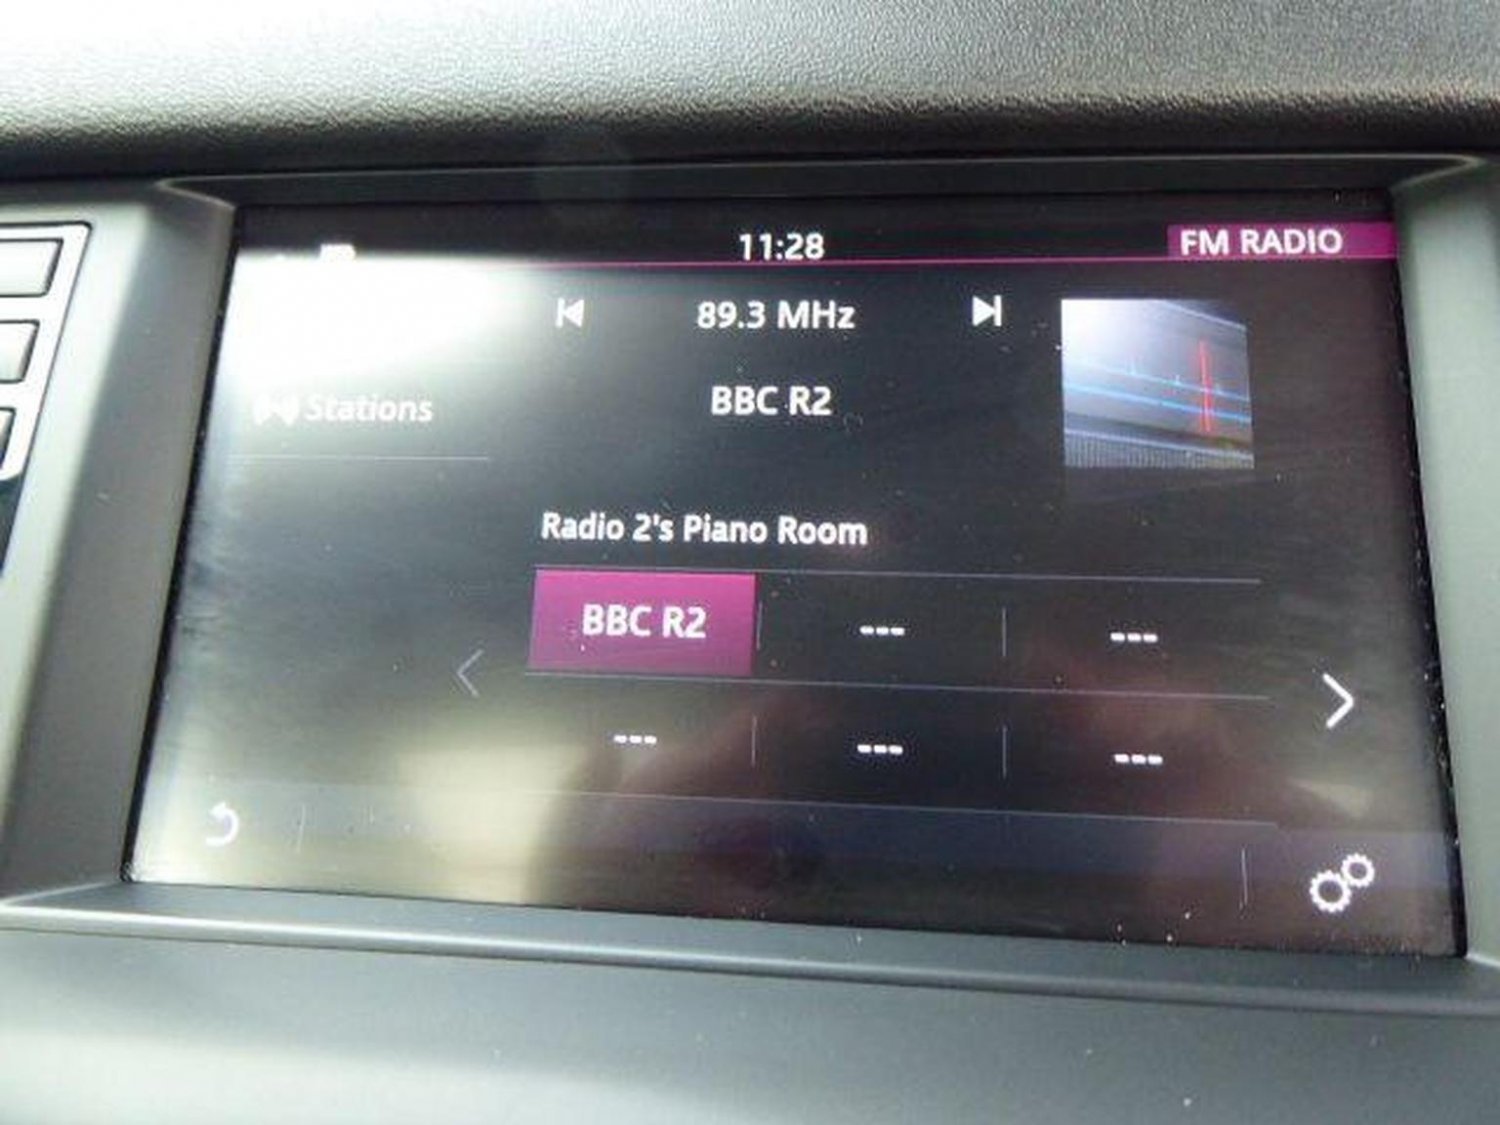 11:28
FM RADIO
89.3 MHz
Stations
BBC R2
Radio 2's Piano Room
BBC R2
---
---
---
---
---